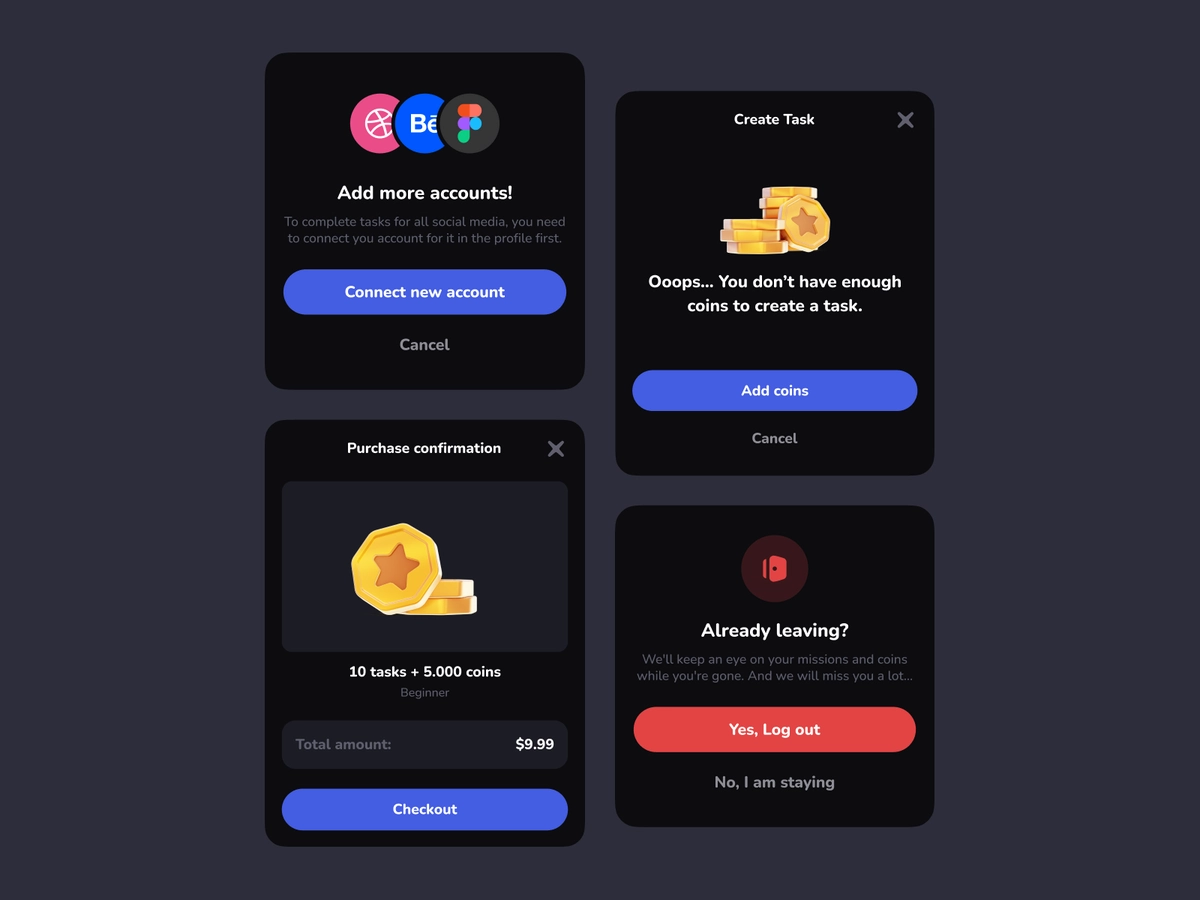 Bē
Add more accounts!
To complete tasks for all social media, you need
to connect you account for it in the profile first.
Connect new account
Cancel
Create Task
Ooops... You don’t have enough
coins to create a task.
Add coins
Cancel
Purchase confirmation
10 tasks + 5.000 coins
Beginner
Total amount: $9.99
Checkout
Already leaving?
We'll keep an eye on your missions and coins
while you're gone. And we will miss you a lot...
Yes, Log out
No, I am staying